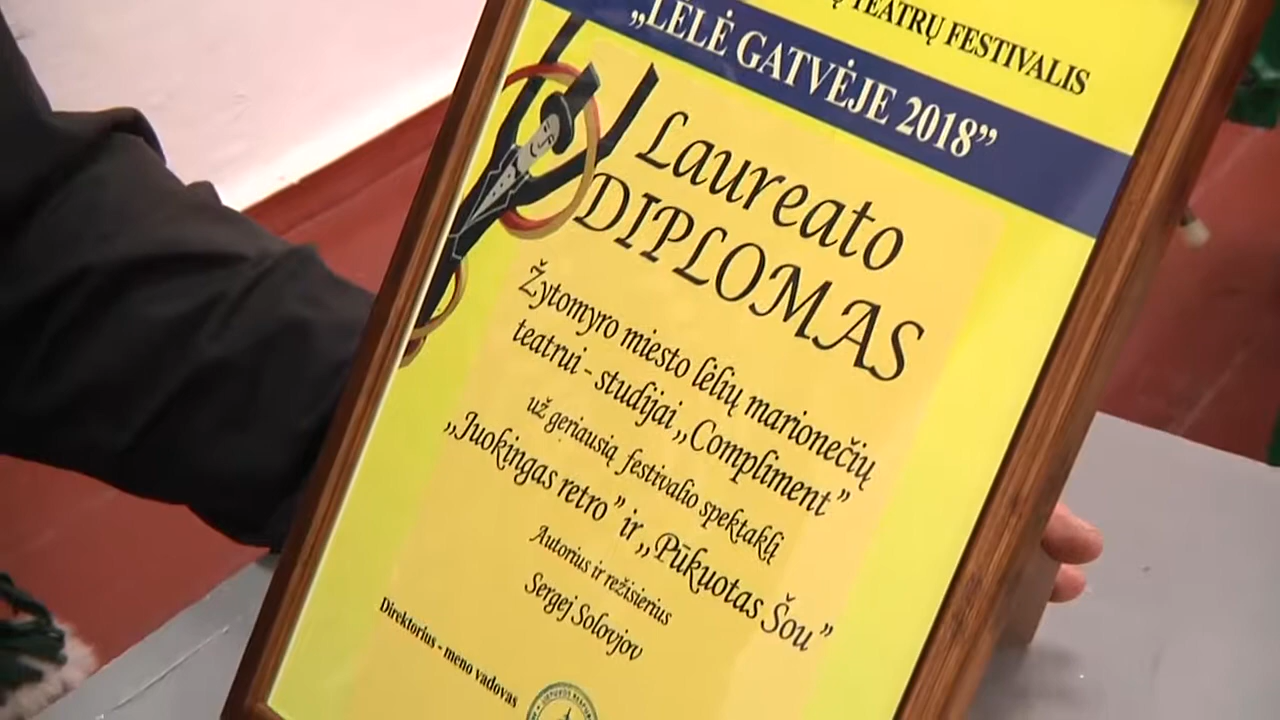 TEATRŲ FESTIVALIS
„LĖLĖ GATVĖJE 2018”
Laureato
DIPLOMAS
Žytomyro miesto lėlių marionečių
teatrui - studijai „Compliment”
už geriausią festivalio spektaklį
„Juokingas retro” ir „Pūkuotas Šou”
Autorius ir režisierius
Sergej Solovjov
Direktorius - meno vadovas